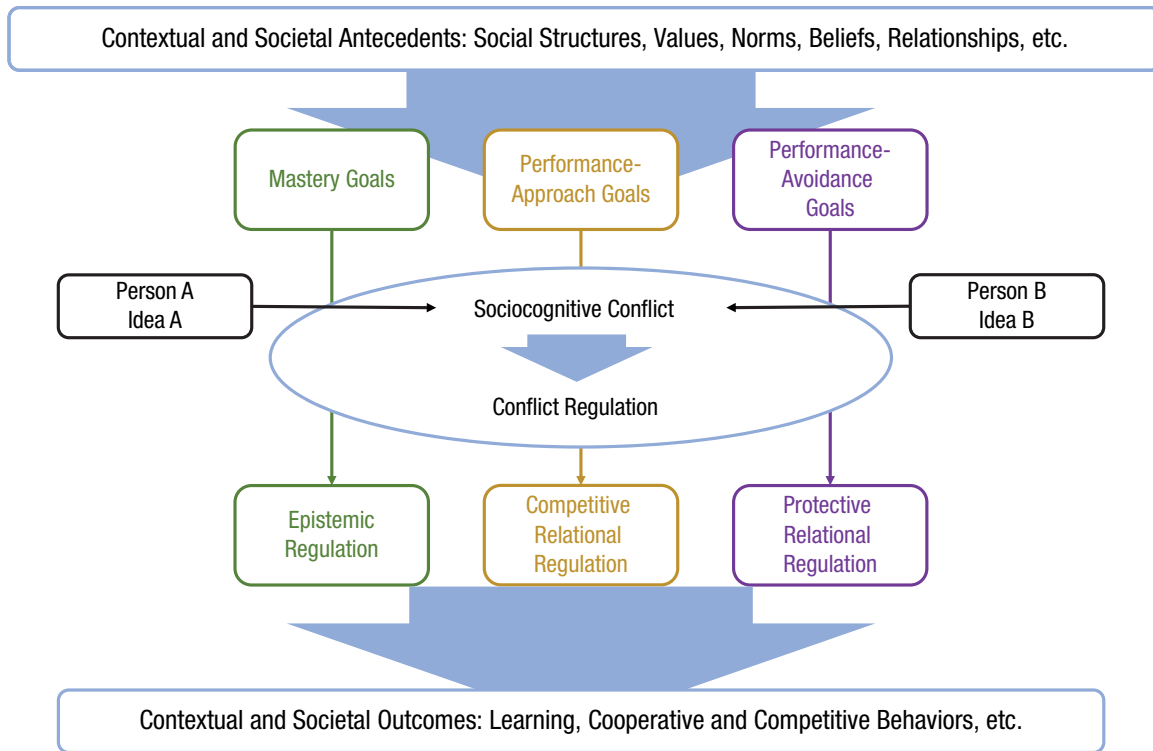 Contextual and Societal Antecedents: Social Structures, Values, Norms, Beliefs, Relationships, etc.
Mastery Goals
Performance-
Approach Goals
Performance-
Avoidance
Goals
Person A
Idea A
Sociocognitive Conflict
Person B
Idea B
Conflict Regulation
Epistemic
Regulation
Competitive
Relational
Regulation
Protective
Relational
Regulation
Contextual and Societal Outcomes: Learning, Cooperative and Competitive Behaviors, etc.